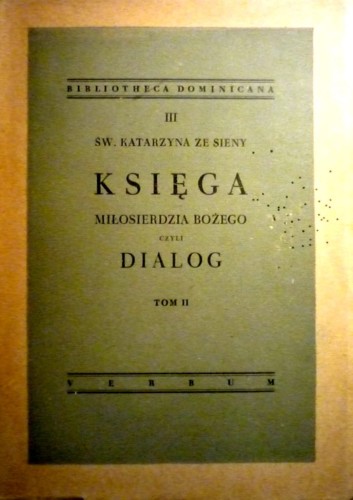 BIBLIOTHECA DOMINICANA
III
ŚW. KATARZYNA ZE SIENY
KSIĘGA
MIŁOSIERDZIA BOŻEGO
CZYLI
DIALOG
TOM II
VERBUM